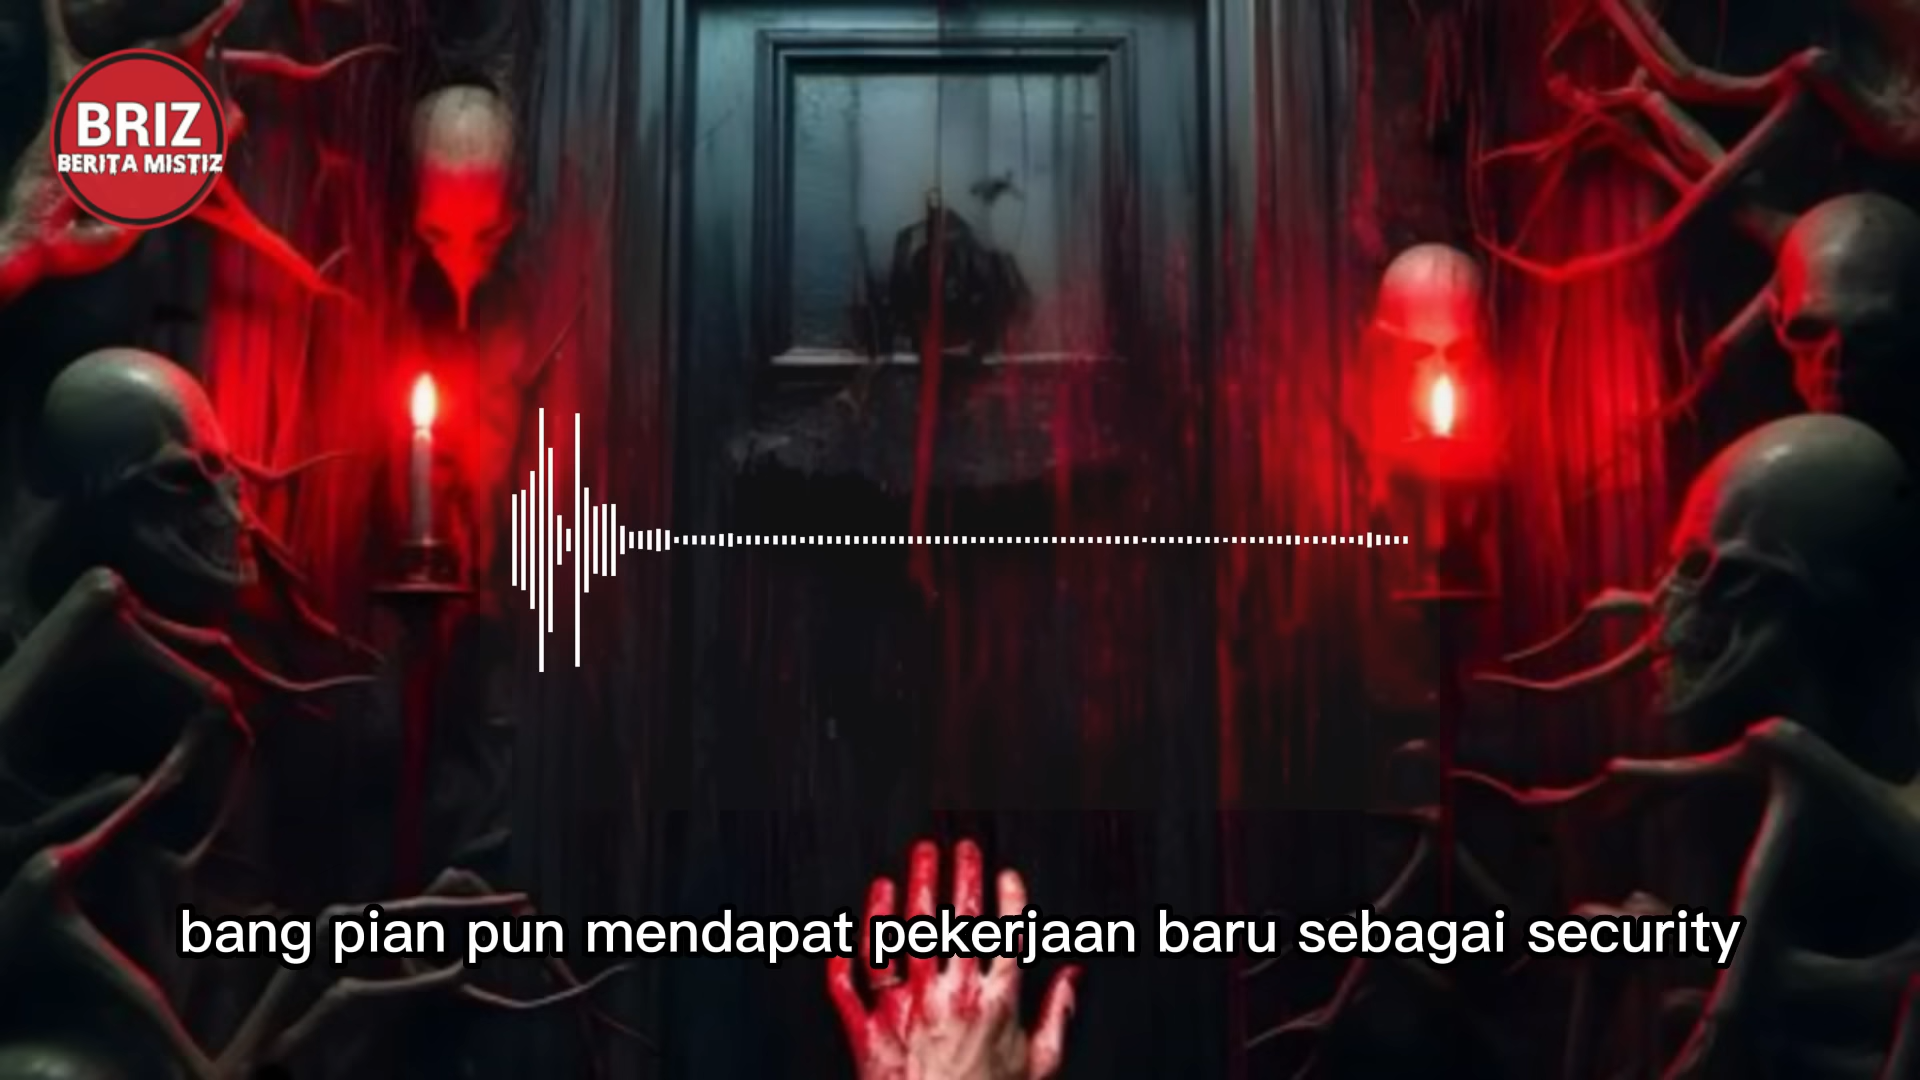 BRIZ
BERITA MISTIZ
bang pian pun mendapat pekerjaan baru sebagai security